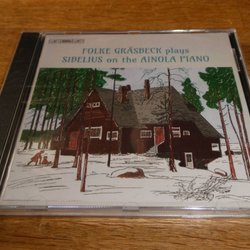 FOLKE GRÄSBECK plays
SIBELIUS on the AINOLA PIANO